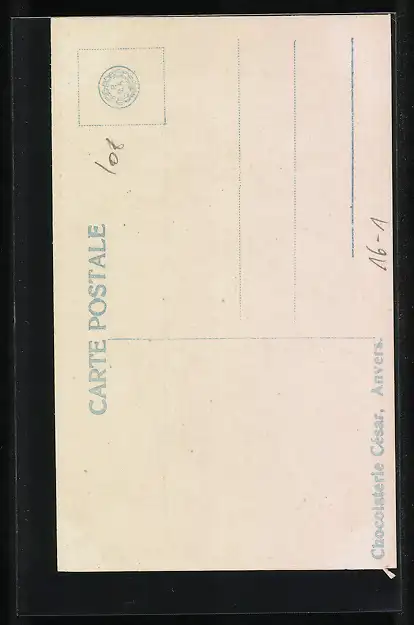 CARTE POSTALE
108
16-1
Chocolaterie César, Anvers.